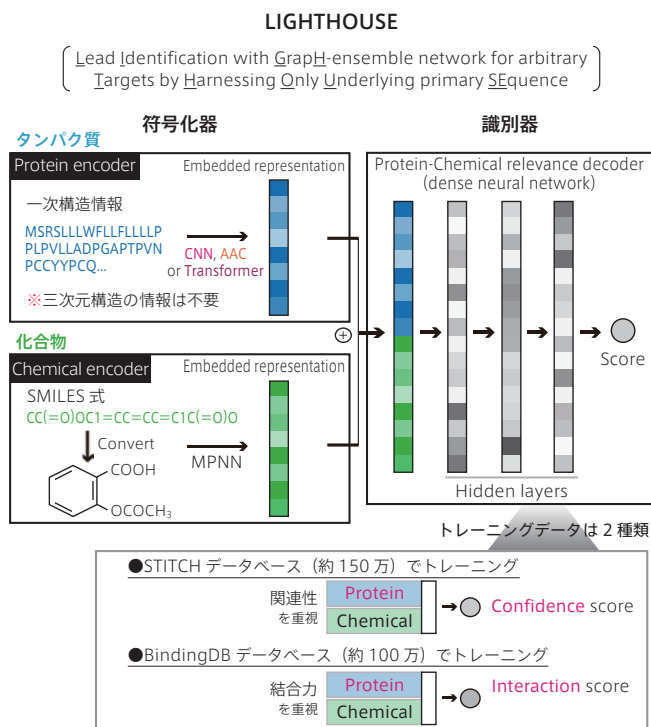 LIGHTHOUSE
Lead Identification with GrapH-ensemble network for arbitrary
Targets by Harnessing Only Underlying primary SEquence
符号化器
識別器
タンパク質
Protein encoder
Embedded representation
一次構造情報
MSRSLLLWFLLFLLLLP
PLPVLLADPGAPTPVN
PCCYYPCQ...
CNN, AAC
or Transformer
※三次元構造の情報は不要
化合物
Chemical encoder
Embedded representation
SMILES 式
CC(=O)OC1=CC=CC=C1C(=O)O
Convert
MPNN
COOH
OCOCH₃
+
Protein-Chemical relevance decoder
(dense neural network)
Score
Hidden layers
トレーニングデータは 2 種類
●STITCH データベース（約 150 万）でトレーニング
関連性
を重視
Protein
Chemical
Confidence score
●BindingDB データベース（約 100 万）でトレーニング
結合力
を重視
Protein
Chemical
Interaction score